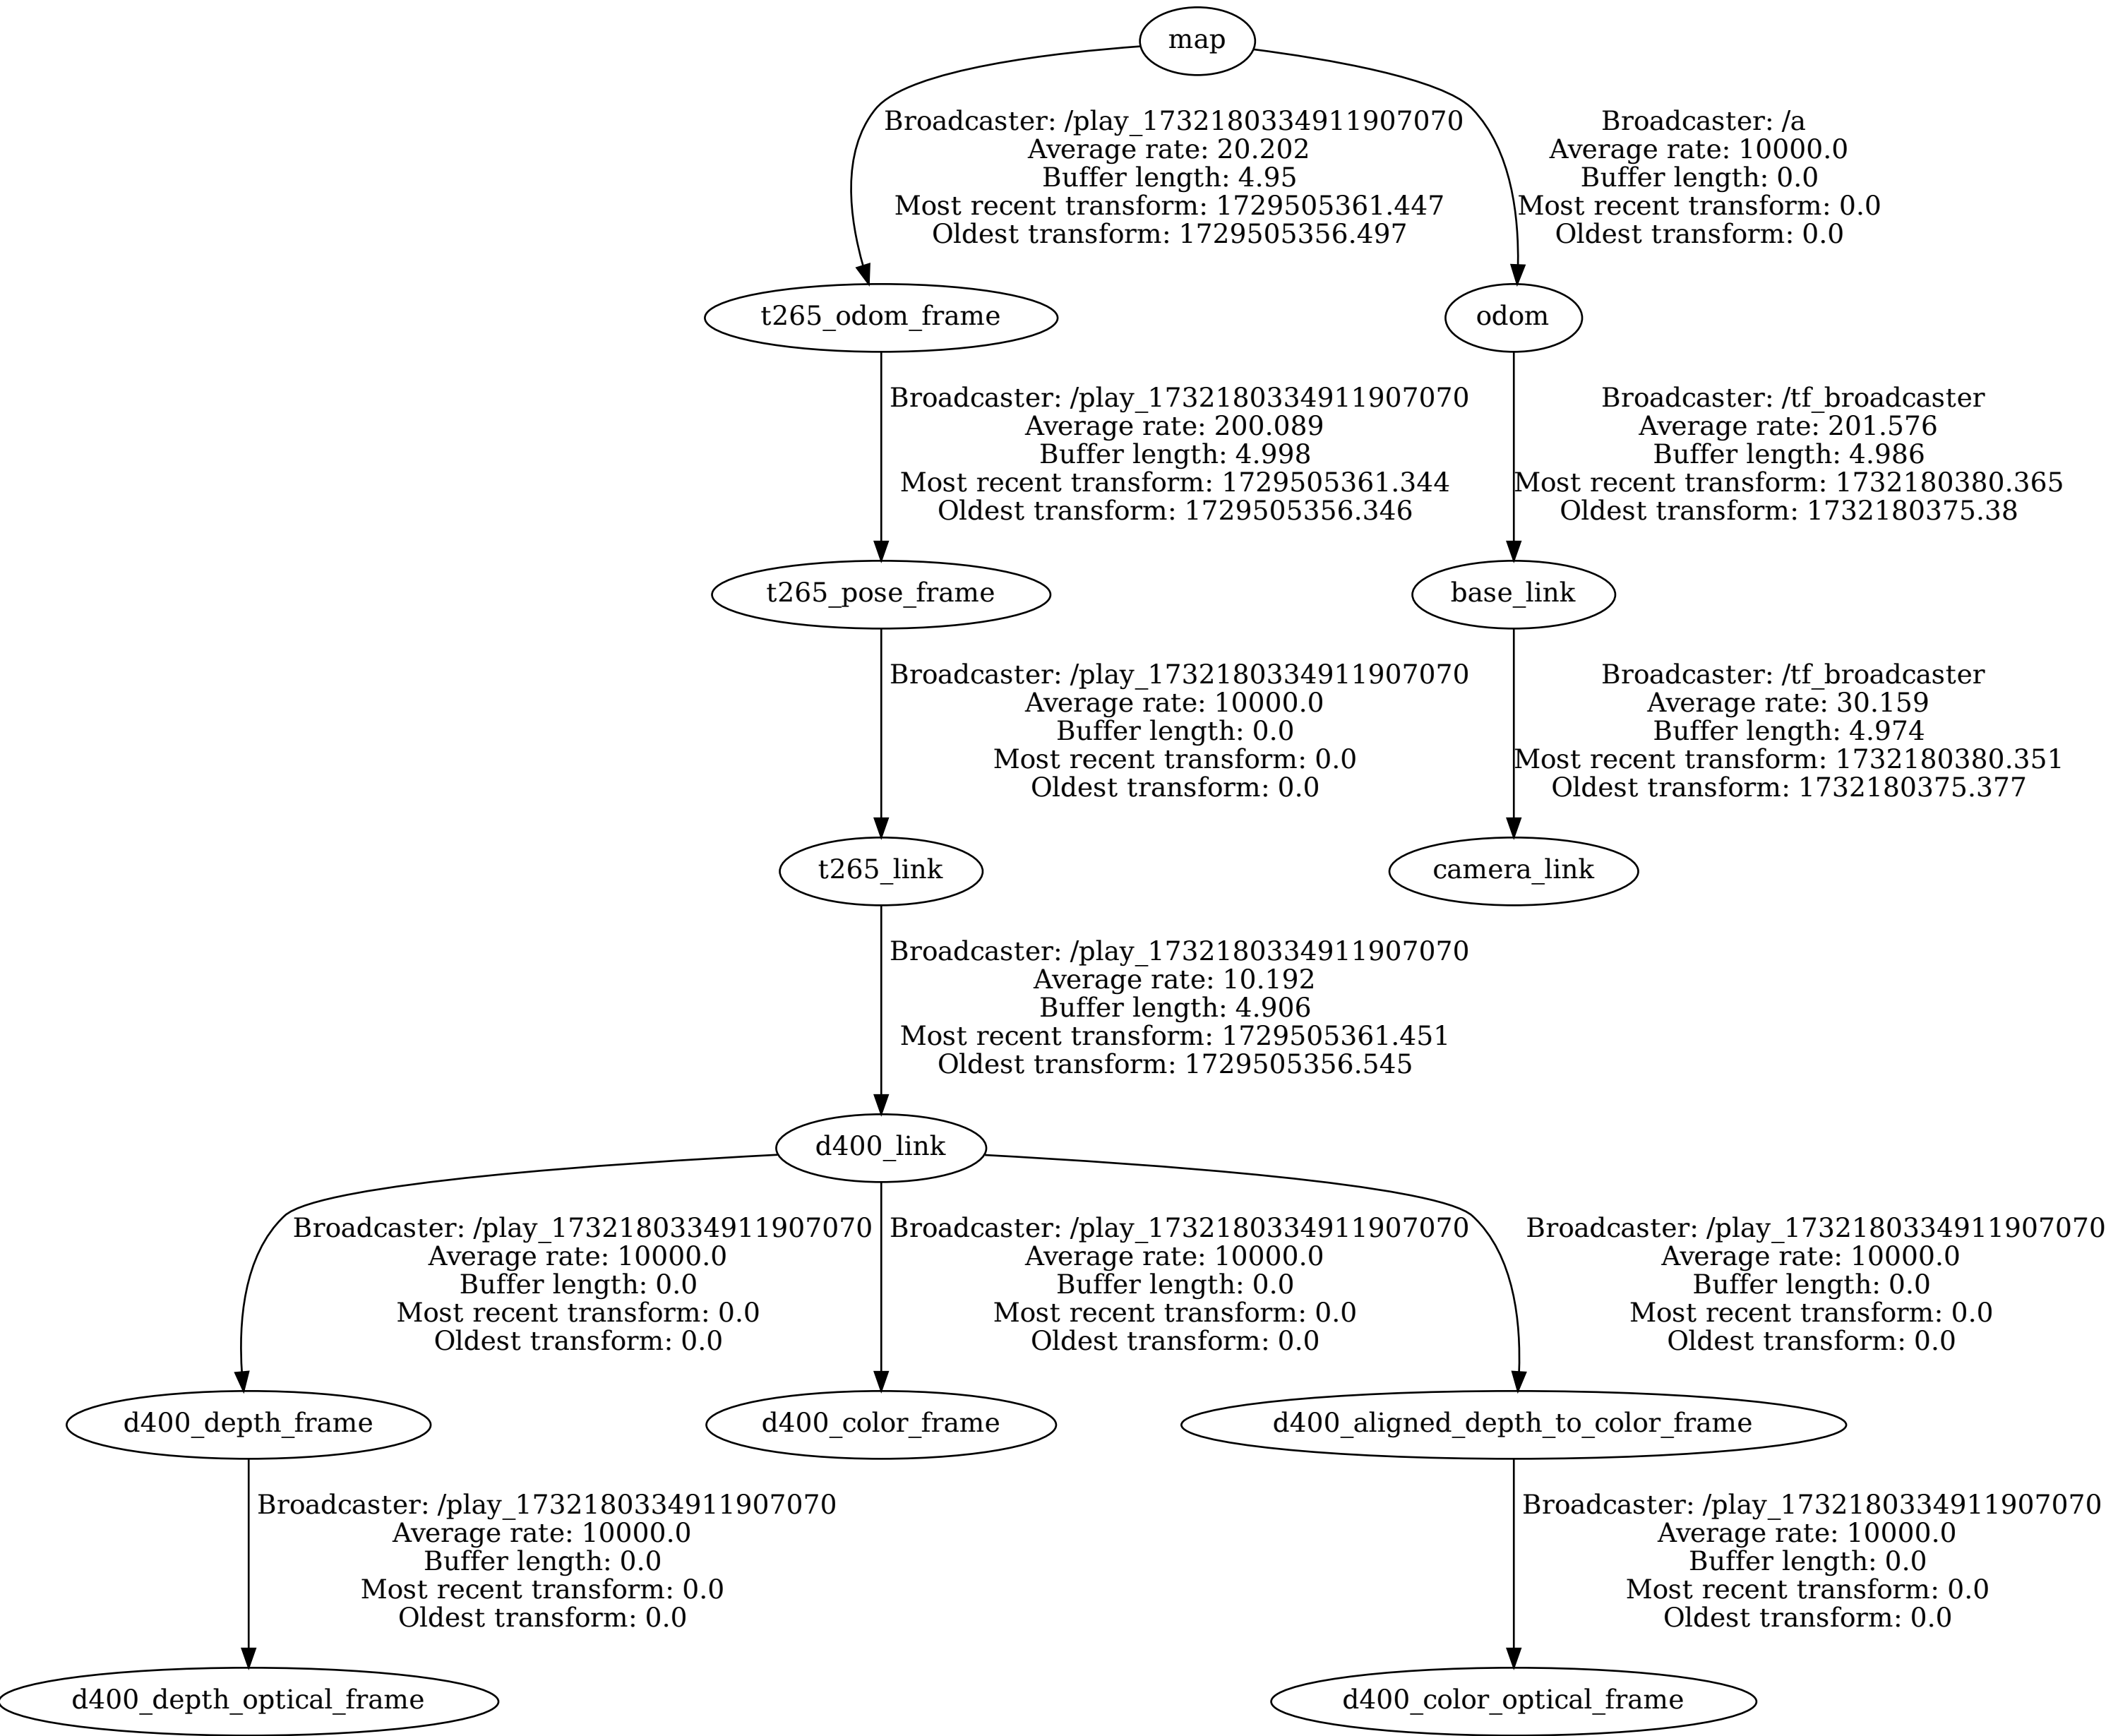 map
Broadcaster: /play_1732180334911907070
Average rate: 20.202
Buffer length: 4.95
Most recent transform: 1729505361.447
Oldest transform: 1729505356.497
Broadcaster: /a
Average rate: 10000.0
Buffer length: 0.0
Most recent transform: 0.0
Oldest transform: 0.0
t265_odom_frame
odom
Broadcaster: /play_1732180334911907070
Average rate: 200.089
Buffer length: 4.998
Most recent transform: 1729505361.344
Oldest transform: 1729505356.346
Broadcaster: /tf_broadcaster
Average rate: 201.576
Buffer length: 4.986
Most recent transform: 1732180380.365
Oldest transform: 1732180375.38
t265_pose_frame
base_link
Broadcaster: /play_1732180334911907070
Average rate: 10000.0
Buffer length: 0.0
Most recent transform: 0.0
Oldest transform: 0.0
Broadcaster: /tf_broadcaster
Average rate: 30.159
Buffer length: 4.974
Most recent transform: 1732180380.351
Oldest transform: 1732180375.377
t265_link
camera_link
Broadcaster: /play_1732180334911907070
Average rate: 10.192
Buffer length: 4.906
Most recent transform: 1729505361.451
Oldest transform: 1729505356.545
d400_link
Broadcaster: /play_1732180334911907070
Average rate: 10000.0
Buffer length: 0.0
Most recent transform: 0.0
Oldest transform: 0.0
Broadcaster: /play_1732180334911907070
Average rate: 10000.0
Buffer length: 0.0
Most recent transform: 0.0
Oldest transform: 0.0
Broadcaster: /play_1732180334911907070
Average rate: 10000.0
Buffer length: 0.0
Most recent transform: 0.0
Oldest transform: 0.0
d400_depth_frame
d400_color_frame
d400_aligned_depth_to_color_frame
Broadcaster: /play_1732180334911907070
Average rate: 10000.0
Buffer length: 0.0
Most recent transform: 0.0
Oldest transform: 0.0
Broadcaster: /play_1732180334911907070
Average rate: 10000.0
Buffer length: 0.0
Most recent transform: 0.0
Oldest transform: 0.0
d400_depth_optical_frame
d400_color_optical_frame